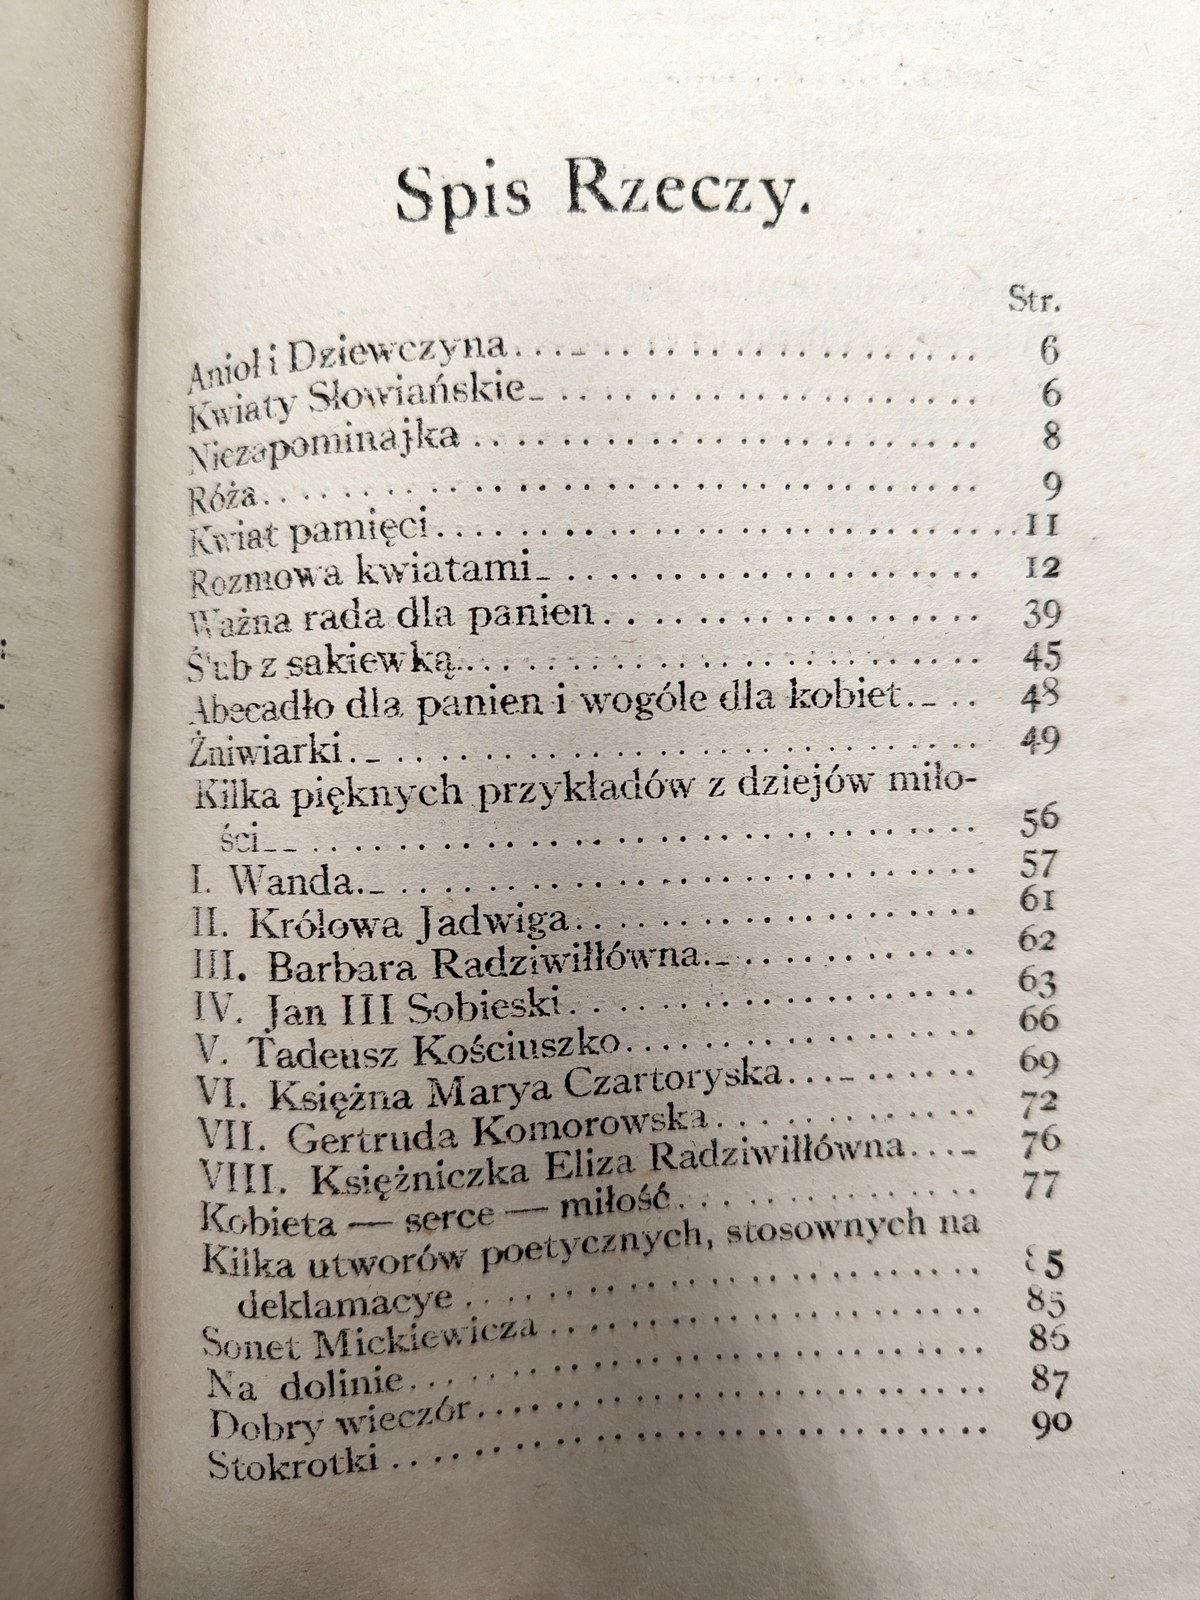 Spis Rzeczy.
Str.
Anioł i Dziewczyna........................ 6
Kwiaty Słowiańskie_ .................... 6
Niezapominajka .......................... 8
Róża...................................... 9
Kwiat pamięci..............................11
Rozmowa kwiatami_ .................... 12
Ważna rada dla panien................... 39
Ślub z sakiewką.......................... 45
Abecadło dla panien i wogóle dla kobiet._ .. 48
Żniwiarki._ .............................. 49
Kilka pięknych przykładów z dziejów miło-
ści__ .................................. 56
I. Wanda._ .............................. 57
II. Królowa Jadwiga..................... 61
III. Barbara Radziwiłłówna._ ............ 62
IV. Jan III Sobieski..................... 63
V. Tadeusz Kościuszko.................. 66
VI. Księżna Marya Czartoryska..._...... 69
VII. Gertruda Komorowska.............. 72
VIII. Księżniczka Eliza Radziwiłłówna..._ 76
Kobieta — serce — miłość............... 77
Kilka utworów poetycznych, stosownych na
deklamacye ............................ 85
Sonet Mickiewicza ...................... 85
Na dolinie............................... 86
Dobry wieczór........................... 87
Stokrotki ................................ 90